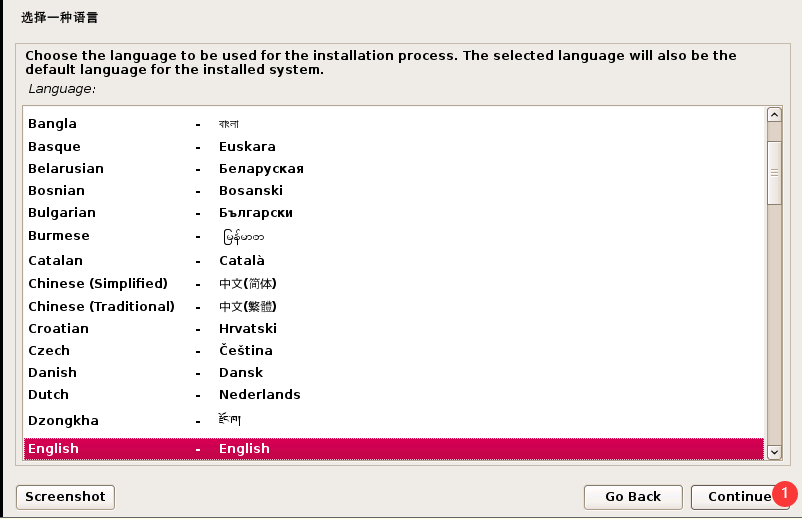 选择一种语言
Choose the language to be used for the installation process. The selected language will also be the
default language for the installed system.
Language:
Bangla - বাংলা
Basque - Euskara
Belarusian - Беларуская
Bosnian - Bosanski
Bulgarian - Български
Burmese - မြန်မာစာ
Catalan - Català
Chinese (Simplified) - 中文(简体)
Chinese (Traditional) - 中文(繁體)
Croatian - Hrvatski
Czech - Čeština
Danish - Dansk
Dutch - Nederlands
Dzongkha - རྫོང་ཁ།
English - English
Screenshot Go Back Continue 1